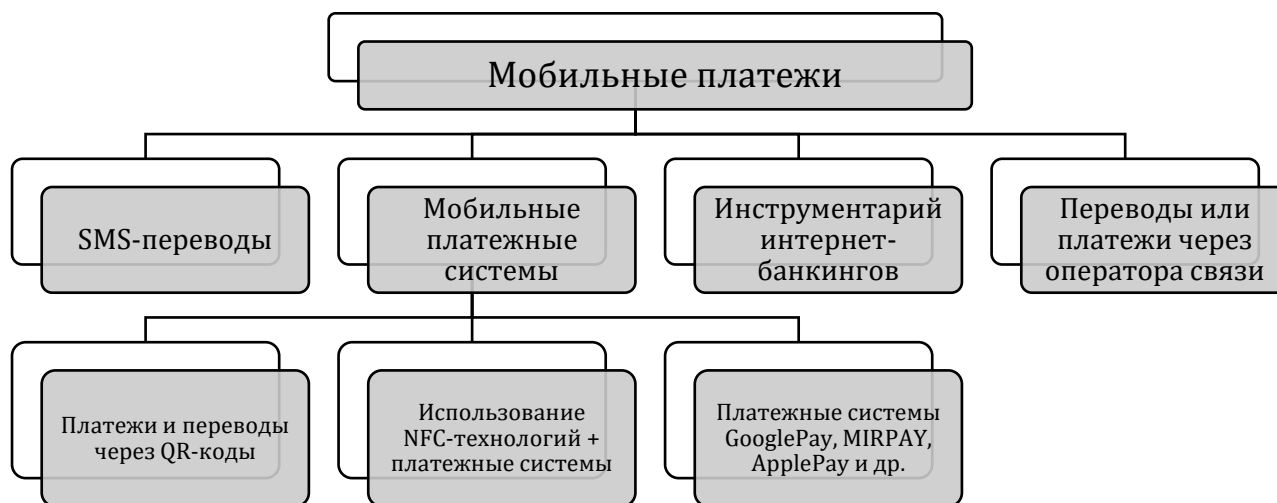 Мобильные платежи
SMS-переводы
Мобильные
платежные
системы
Инструментарий
интернет-
банкингов
Переводы или
платежи через
оператора связи
Платежи и переводы
через QR-коды
Использование
NFC-технологий +
платежные системы
Платежные системы
GooglePay, MIRPAY,
ApplePay и др.